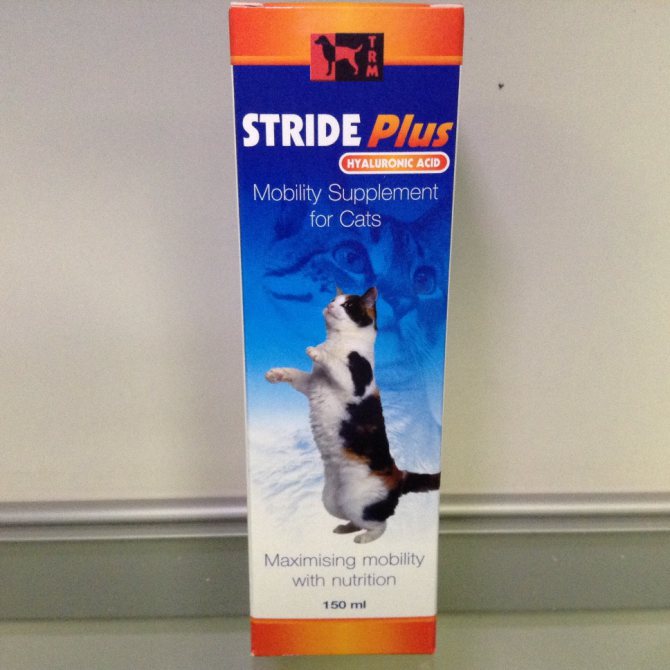 TRM
STRIDE Plus
HYALURONIC ACID
Mobility Supplement
for Cats
Maximising mobility
with nutrition
150 ml